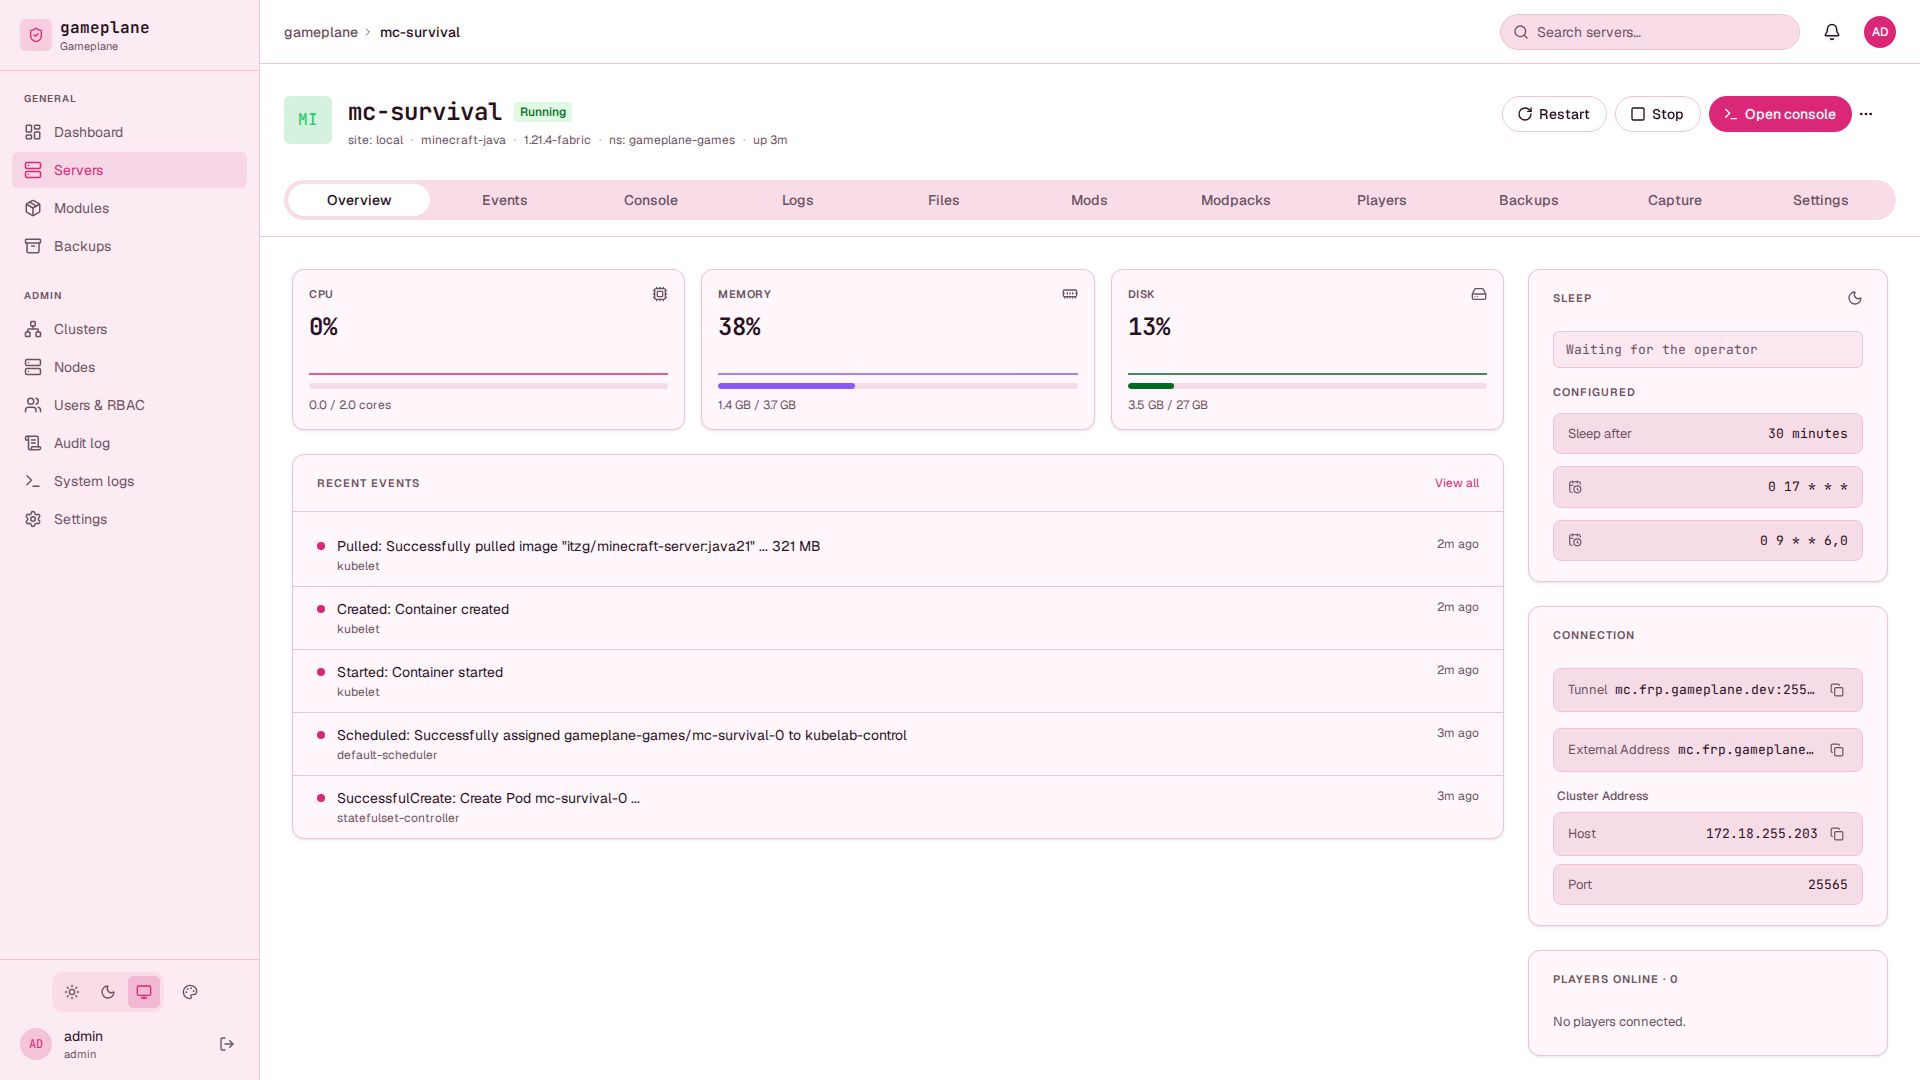 gameplane
Gameplane
GENERAL
Dashboard
Servers
Modules
Backups
ADMIN
Clusters
Nodes
Users & RBAC
Audit log
System logs
Settings
AD
admin
admin
gameplane > mc-survival
Search servers...
AD
MI
mc-survival Running
site: local · minecraft-java · 1.21.4-fabric · ns: gameplane-games · up 3m
Restart
Stop
Open console
Overview Events Console Logs Files Mods Modpacks Players Backups Capture Settings
CPU
0%
0.0 / 2.0 cores
MEMORY
38%
1.4 GB / 3.7 GB
DISK
13%
3.5 GB / 27 GB
RECENT EVENTS
View all
Pulled: Successfully pulled image "itzg/minecraft-server:java21" ... 321 MB
2m ago
kubelet
Created: Container created
2m ago
kubelet
Started: Container started
2m ago
kubelet
Scheduled: Successfully assigned gameplane-games/mc-survival-0 to kubelab-control
3m ago
default-scheduler
SuccessfulCreate: Create Pod mc-survival-0 ...
3m ago
statefulset-controller
SLEEP
Waiting for the operator
CONFIGURED
Sleep after 30 minutes
0 17 * * *
0 9 * * 6,0
CONNECTION
Tunnel mc.frp.gameplane.dev:255...
External Address mc.frp.gameplane...
Cluster Address
Host 172.18.255.203
Port 25565
PLAYERS ONLINE · 0
No players connected.